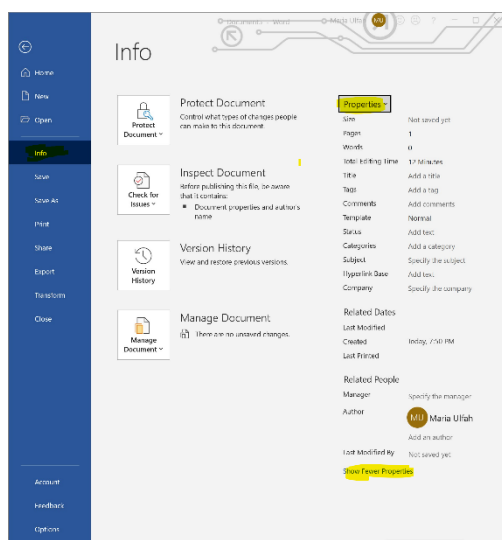 Document1 - Word
Maria Ulfah
MU
?
Info
Home
New
Open
Info
Save
Save As
Print
Share
Export
Transform
Close
Account
Feedback
Options
Protect Document
Control what types of changes people
can make to this document.
Protect
Document
Inspect Document
Before publishing this file, be aware
that it contains:
Document properties and author's
name
Check for
Issues
Version History
View and restore previous versions.
Version
History
Manage Document
There are no unsaved changes.
Manage
Document
Properties
Size Not saved yet
Pages 1
Words 0
Total Editing Time 12 Minutes
Title Add a title
Tags Add a tag
Comments Add comments
Template Normal
Status Add text
Categories Add a category
Subject Specify the subject
Hyperlink Base Add text
Company Specify the company
Related Dates
Last Modified
Created Today, 7:50 PM
Last Printed
Related People
Manager Specify the manager
Author MU Maria Ulfah
Add an author
Last Modified By Not saved yet
Show Fewer Properties
®